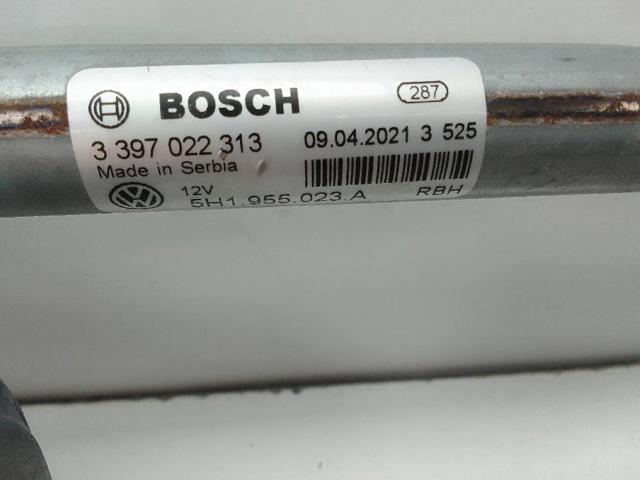 BOSCH 287
3 397 022 313 09.04.2021 3 525
Made in Serbia
12V
5H1.955.023.A RBH